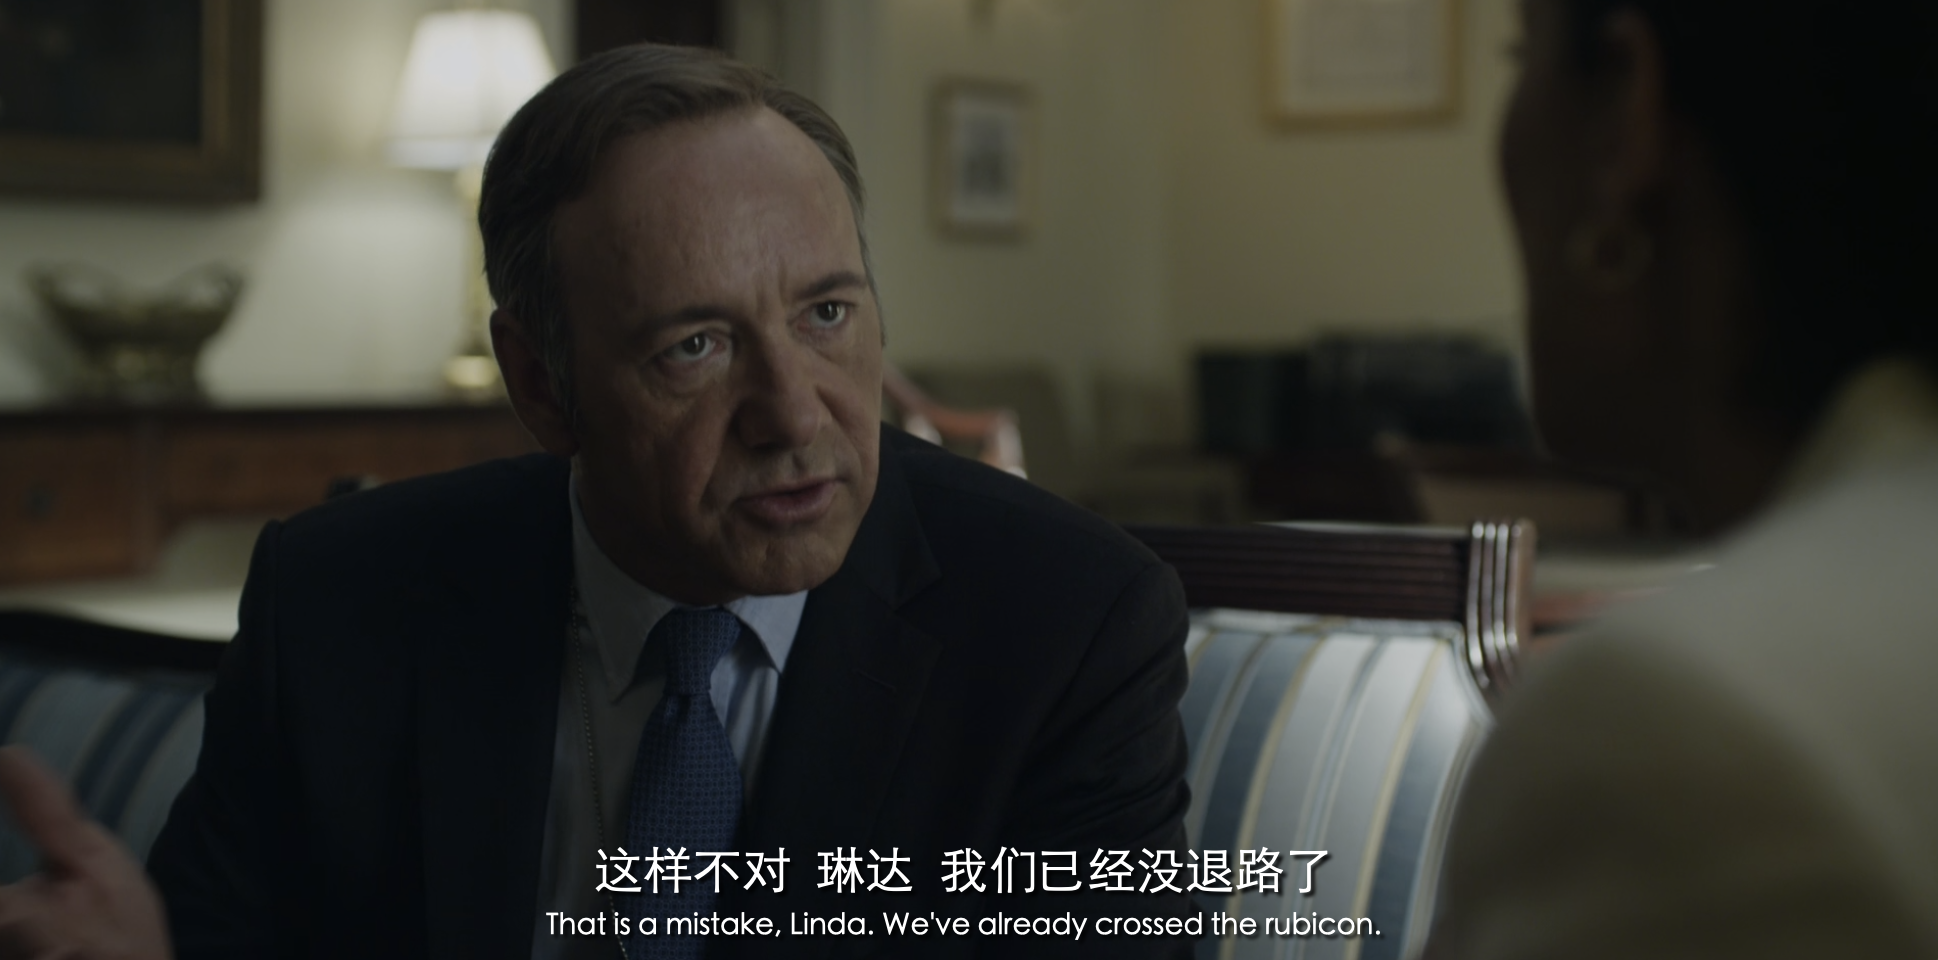 这样不对 琳达 我们已经没退路了
That is a mistake, Linda. We've already crossed the rubicon.